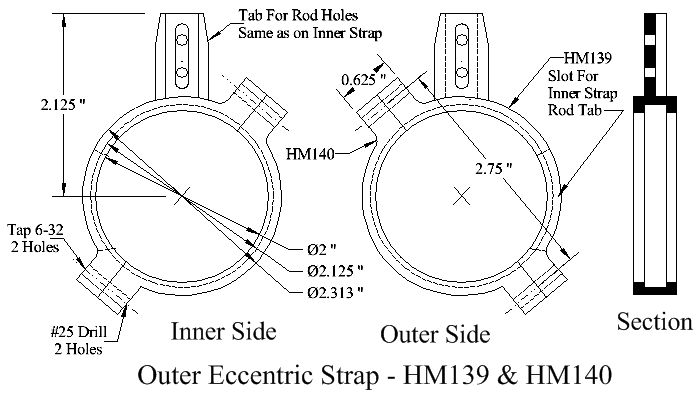 Tab For Rod Holes
Same as on Inner Strap
2.125 "
0.625"
HM139
Slot For
Inner Strap
Rod Tab
HM140
2.75 "
Tap 6-32
2 Holes
Ø2 "
Ø2.125 "
Ø2.313 "
#25 Drill
2 Holes
Inner Side
Outer Side
Section
Outer Eccentric Strap - HM139 & HM140